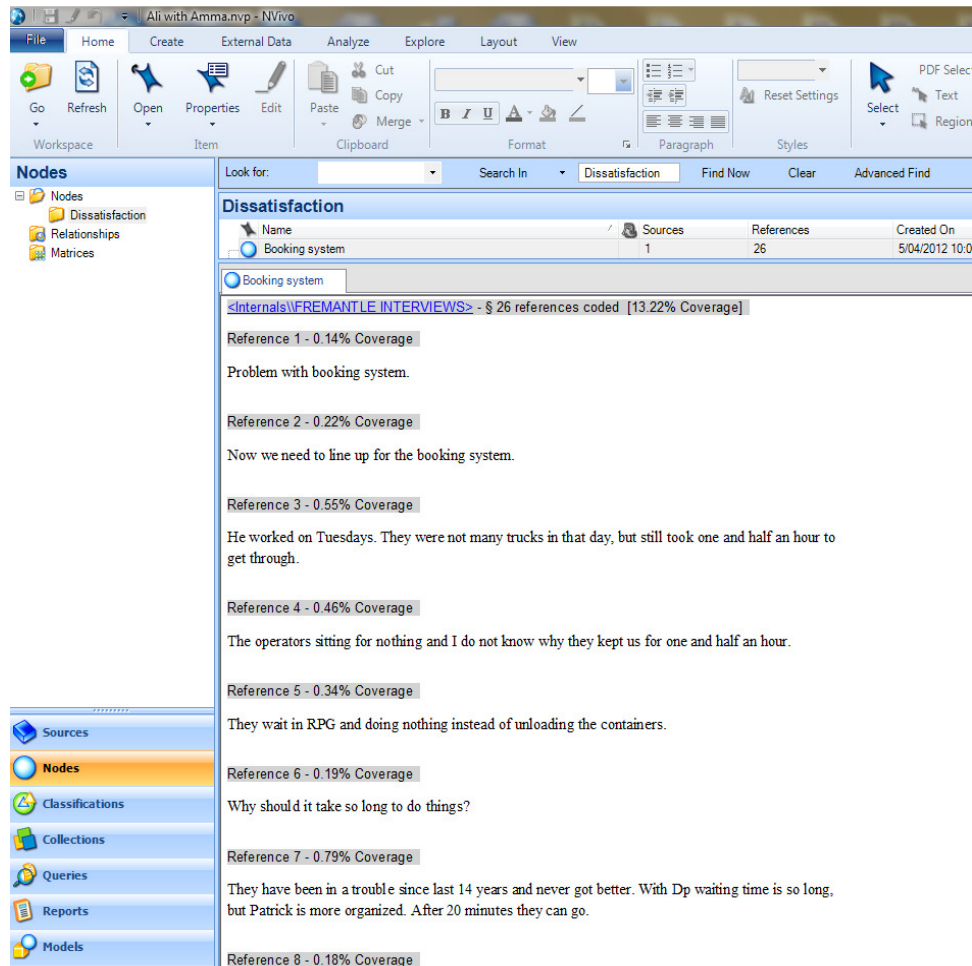 Ali with Amma.nvp - NVivo
File Home Create External Data Analyze Explore Layout View
Go Refresh Open Properties Edit Paste Cut Copy Merge B I U A Reset Settings Select PDF Select Text Region
Workspace Item Clipboard Format Paragraph Styles
Nodes
Look for: Search In Dissatisfaction Find Now Clear Advanced Find
Nodes
Dissatisfaction
Relationships
Matrices
Dissatisfaction
Name Sources References Created On
Booking system 1 26 5/04/2012 10:0
Booking system
<Internals\\FREMANTLE INTERVIEWS> - § 26 references coded [13.22% Coverage]
Reference 1 - 0.14% Coverage
Problem with booking system.
Reference 2 - 0.22% Coverage
Now we need to line up for the booking system.
Reference 3 - 0.55% Coverage
He worked on Tuesdays. They were not many trucks in that day, but still took one and half an hour to
get through.
Reference 4 - 0.46% Coverage
The operators sitting for nothing and I do not know why they kept us for one and half an hour.
Reference 5 - 0.34% Coverage
They wait in RPG and doing nothing instead of unloading the containers.
Reference 6 - 0.19% Coverage
Why should it take so long to do things?
Reference 7 - 0.79% Coverage
They have been in a trouble since last 14 years and never got better. With Dp waiting time is so long,
but Patrick is more organized. After 20 minutes they can go.
Reference 8 - 0.18% Coverage
Sources
Nodes
Classifications
Collections
Queries
Reports
Models